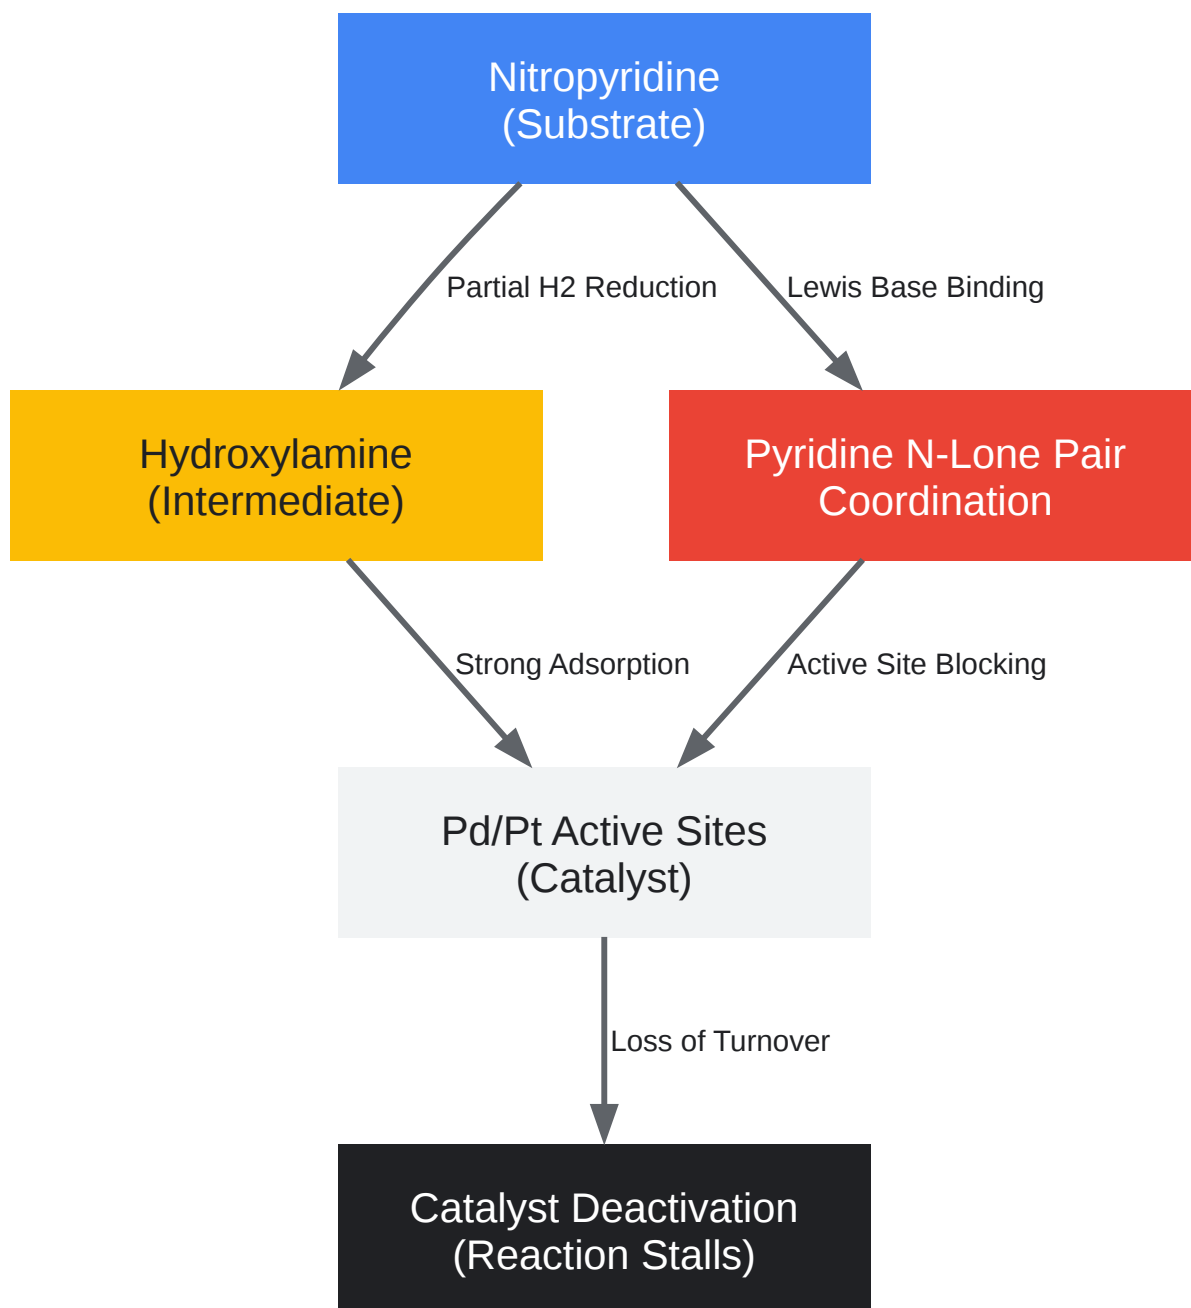 Nitropyridine
(Substrate)
Partial H2 Reduction
Lewis Base Binding
Hydroxylamine
(Intermediate)
Pyridine N-Lone Pair
Coordination
Strong Adsorption
Active Site Blocking
Pd/Pt Active Sites
(Catalyst)
Loss of Turnover
Catalyst Deactivation
(Reaction Stalls)